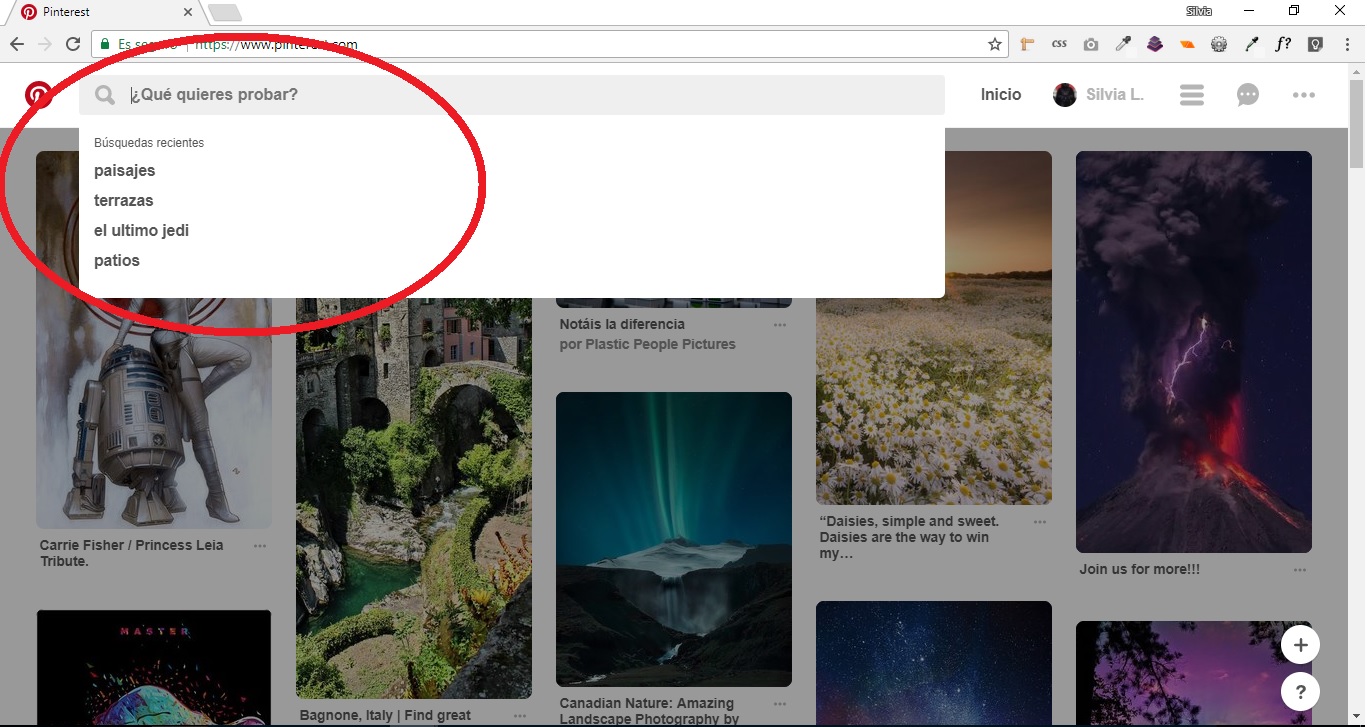 Pinterest
Silvia
Es seguro | https://www.pinterest.com
CSS
f?
¿Qué quieres probar?
Inicio
Silvia L.
Búsquedas recientes
paisajes
terrazas
el ultimo jedi
patios
Notáis la diferencia
por Plastic People Pictures
Carrie Fisher / Princess Leia
Tribute.
“Daisies, simple and sweet.
Daisies are the way to win
my…
Join us for more!!!
MASTER
Bagnone, Italy | Find great
Canadian Nature: Amazing
Landscape Photography by
+
?